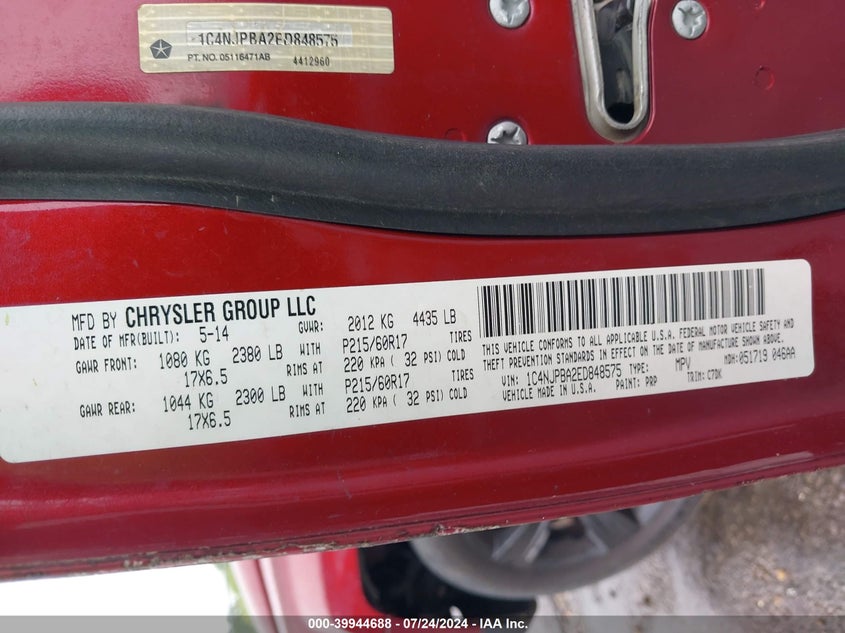 1C4NJPBA2ED848575
PT. NO. 05116471AB 4412960
MFD BY CHRYSLER GROUP LLC
DATE OF MFR(BUILT): 5-14 GVWR: 2012 KG 4435 LB
GAWR FRONT: 1080 KG 2380 LB WITH P215/60R17 TIRES
17X6.5 RIMS AT 220 KPA ( 32 PSI) COLD
GAWR REAR: 1044 KG 2300 LB WITH P215/60R17 TIRES
17X6.5 RIMS AT 220 KPA ( 32 PSI) COLD
THIS VEHICLE CONFORMS TO ALL APPLICABLE U.S.A. FEDERAL MOTOR VEHICLE SAFETY AND
THEFT PREVENTION STANDARDS IN EFFECT ON THE DATE OF MANUFACTURE SHOWN ABOVE.
VIN: 1C4NJPBA2ED848575 TYPE: MPV MDH: 051719 046AA
VEHICLE MADE IN U.S.A. PAINT: PRP TRIM: C7DK
000-39944688 - 07/24/2024 - IAA Inc.